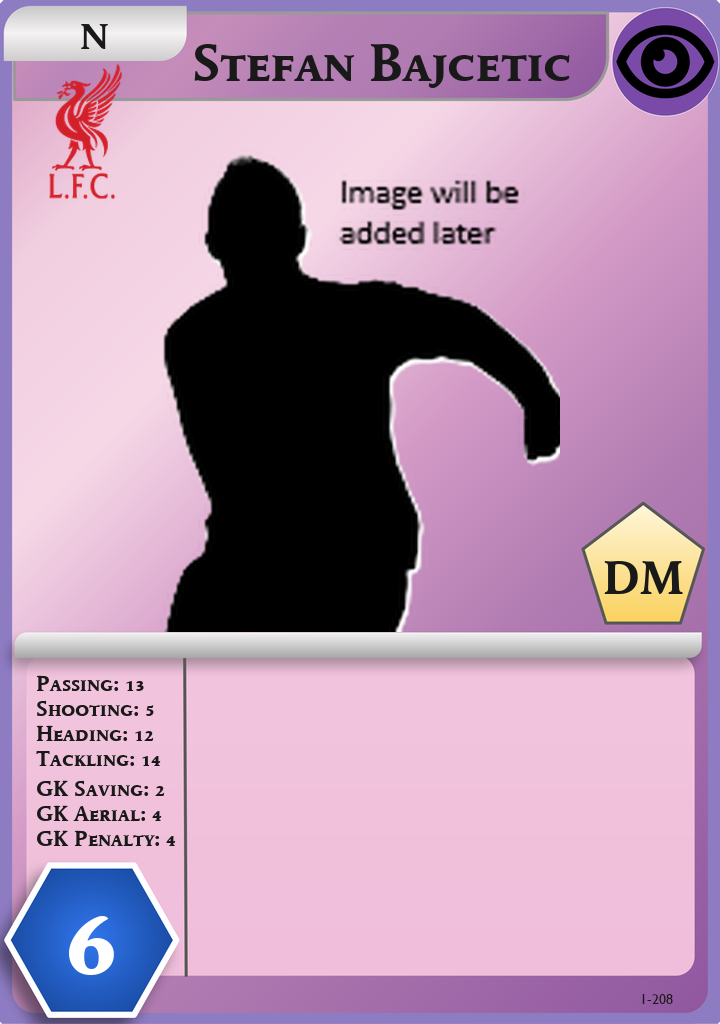 N
Stefan Bajcetic
L.F.C.
Image will be
added later
DM
Passing: 13
Shooting: 5
Heading: 12
Tackling: 14
GK Saving: 2
GK Aerial: 4
GK Penalty: 4
6
1-208